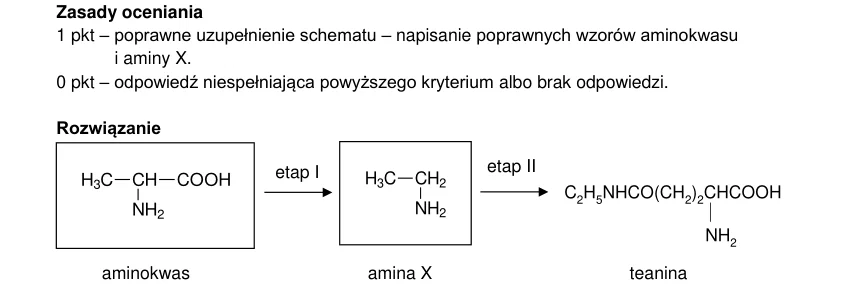 Zasady oceniania
1 pkt – poprawne uzupełnienie schematu – napisanie poprawnych wzorów aminokwasu
i aminy X.
0 pkt – odpowiedź niespełniająca powyższego kryterium albo brak odpowiedzi.
Rozwiązanie
H₃C—CH—COOH
NH₂
etap I
H₃C—CH₂
NH₂
etap II
C₂H₅NHCO(CH₂)₂CHCOOH
NH₂
aminokwas
amina X
teanina